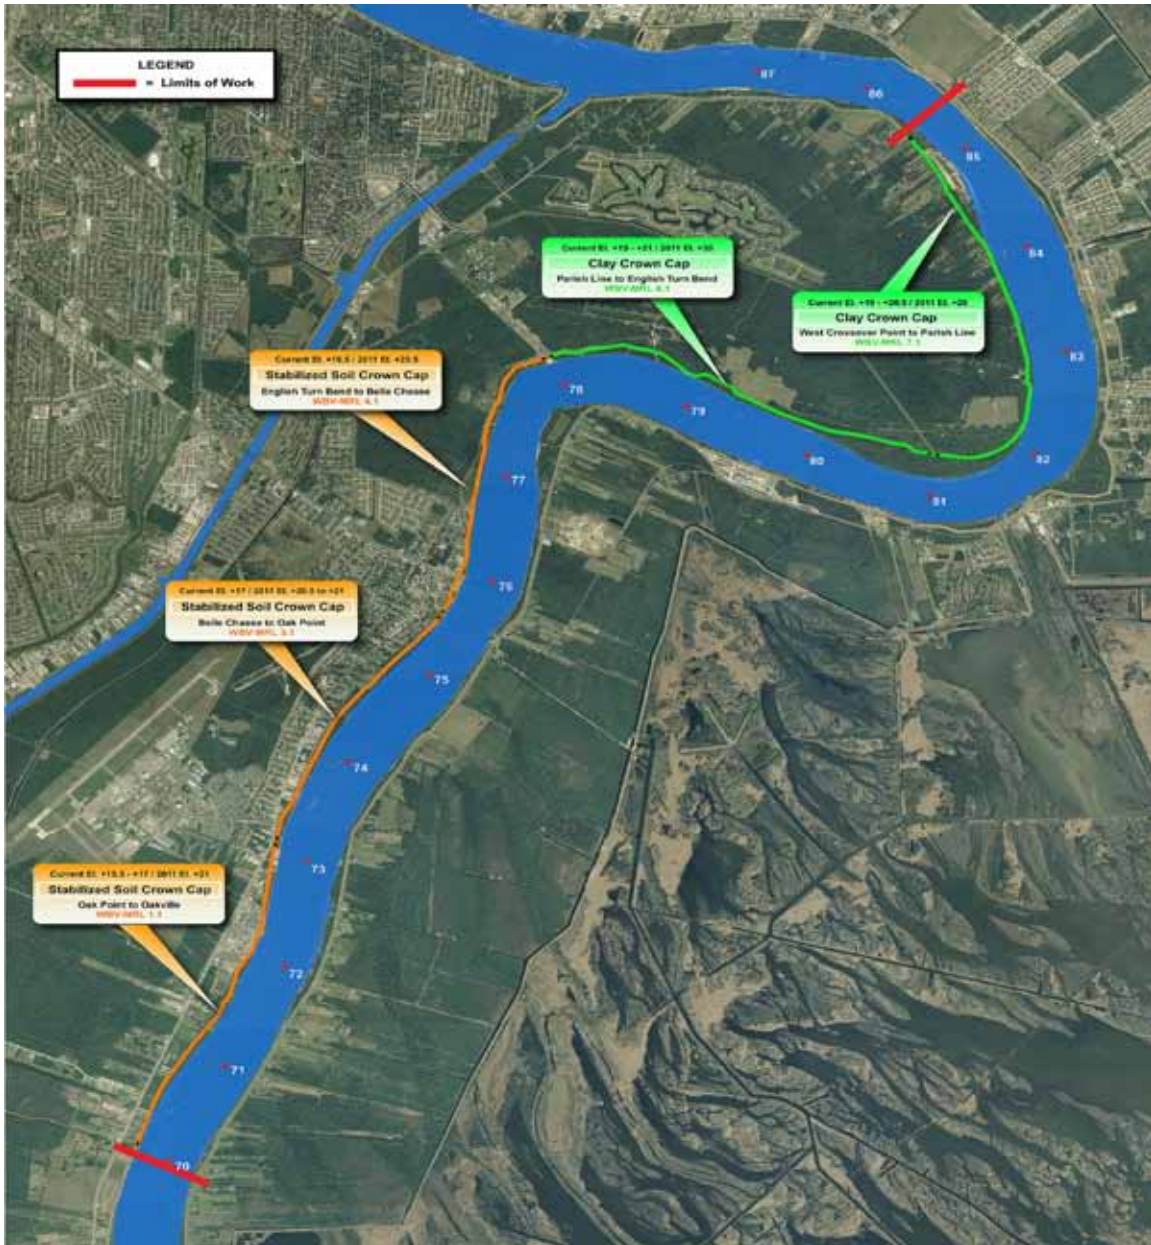 LEGEND
= Limits of Work
87
86
85
84
83
82
81
80
79
78
77
76
75
74
73
72
71
70
Clay Crown Cap
Parish Line to English Turn Bend
Clay Crown Cap
West Crossover Point to Parish Line
Stabilized Soil Crown Cap
English Turn Bend to Belle Chasse
Stabilized Soil Crown Cap
Belle Chasse to Oak Point
Stabilized Soil Crown Cap
Oak Point to Oakville